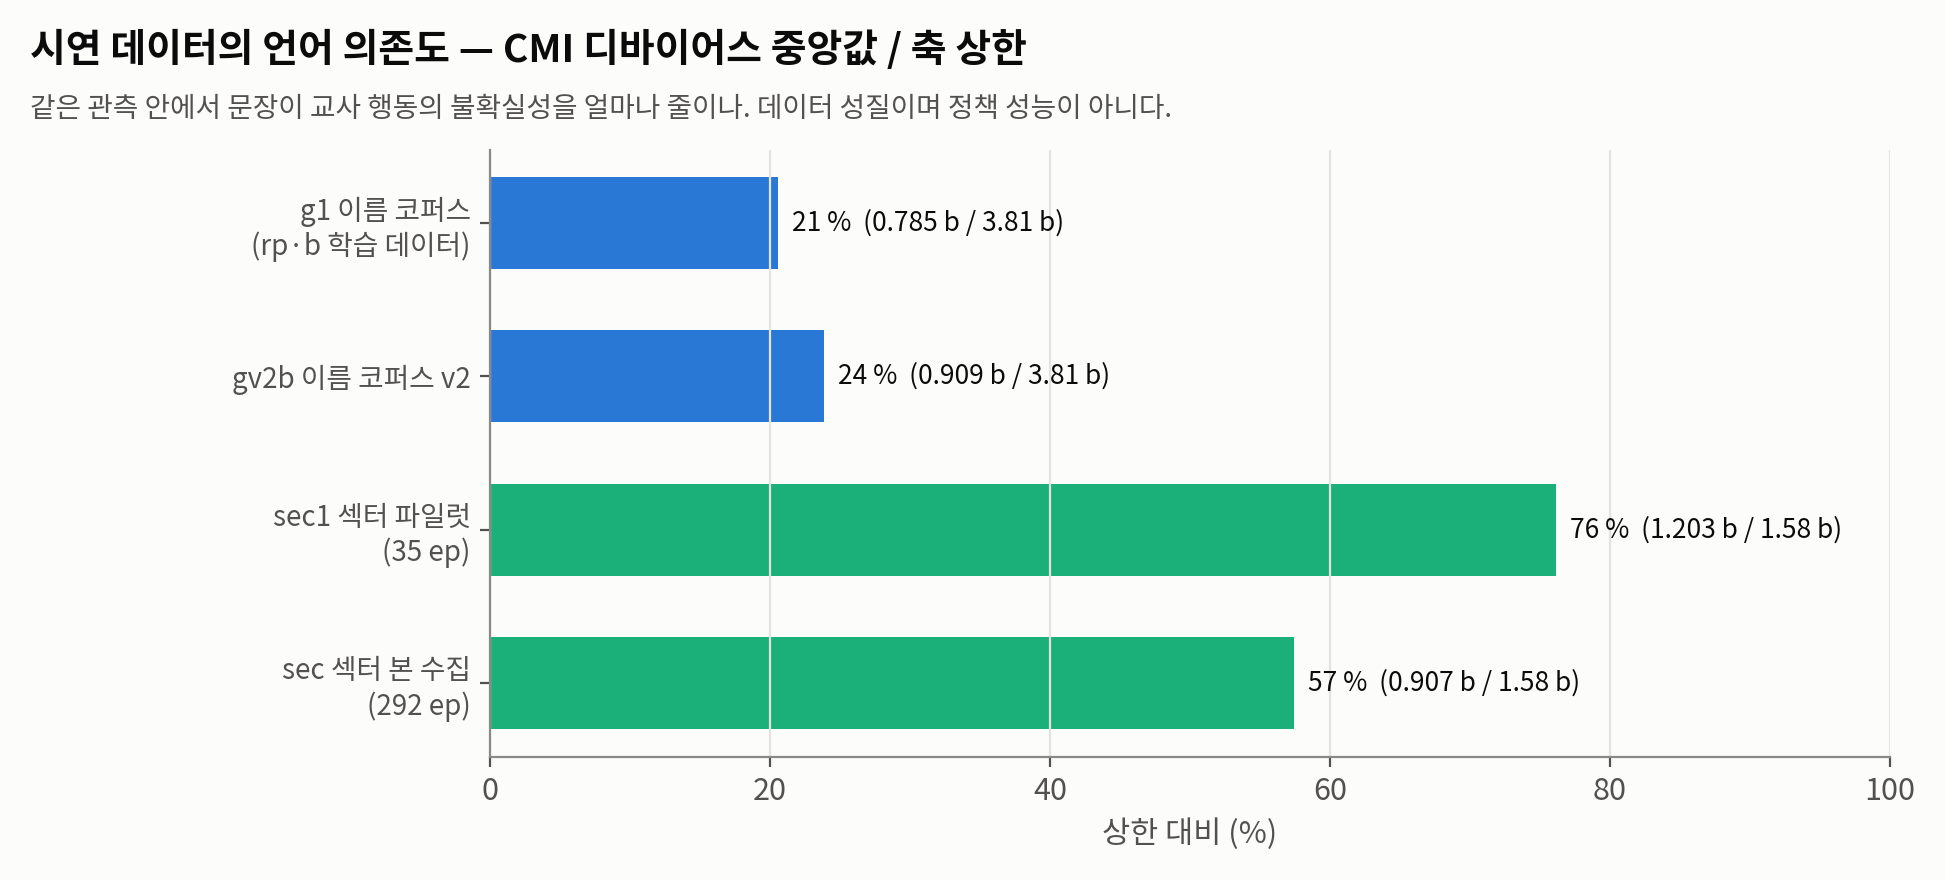 시연 데이터의 언어 의존도 — CMI 디바이어스 중앙값 / 축 상한
같은 관측 안에서 문장이 교사 행동의 불확실성을 얼마나 줄이나. 데이터 성질이며 정책 성능이 아니다.
g1 이름 코퍼스
(rp·b 학습 데이터)
21 % (0.785 b / 3.81 b)
gv2b 이름 코퍼스 v2
24 % (0.909 b / 3.81 b)
sec1 섹터 파일럿
(35 ep)
76 % (1.203 b / 1.58 b)
sec 섹터 본 수집
(292 ep)
57 % (0.907 b / 1.58 b)
0 20 40 60 80 100
상한 대비 (%)